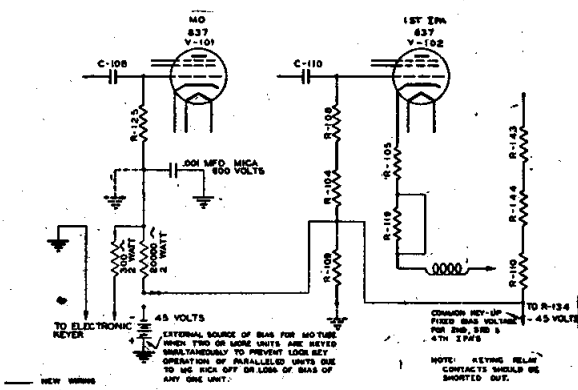 MO
837
V-101
1ST IPA
837
V-102
C-108
C-110
R-125
R-108
R-105
R-143
.001 MFD. MICA
600 VOLTS
R-104
R-144
R-119
300
2 WATT
20000
2 WATT
R-109
R-110
TO ELECTRONIC
KEYER
45 VOLTS
EXTERNAL SOURCE OF BIAS FOR MO TUBE
WHEN TWO OR MORE UNITS ARE KEYED
SIMULTANEOUSLY TO PREVENT LOCK KEY
OPERATION OF PARALLELED UNITS DUE
TO MO KICK OFF OR LOSS OF BIAS OF
ANY ONE UNIT.
TO R-134
- 45 VOLTS
COMMON KEY-UP
FIXED BIAS VOLTAGE
FOR 2ND, 3RD &
4TH IPA'S
NOTE: KEYING RELAY
CONTACTS SHOULD BE
SHORTED OUT.
NEW WIRING